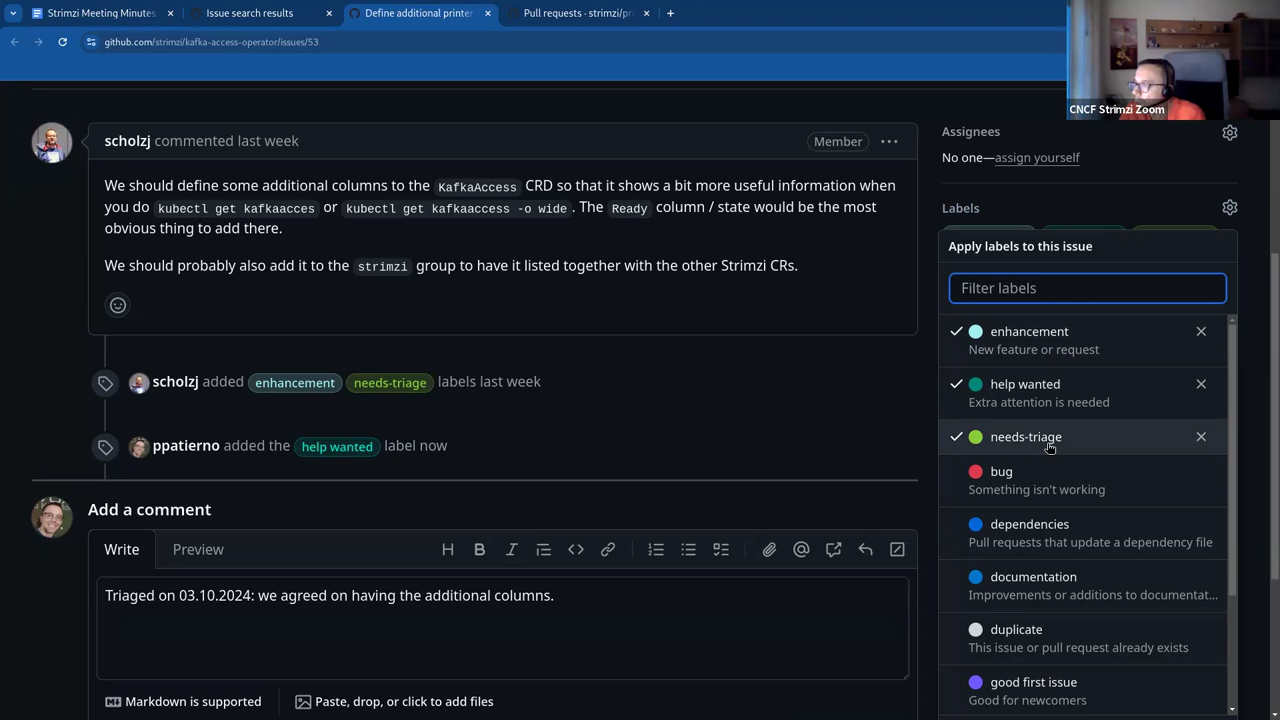 Strimzi Meeting Minutes
Issue search results
Define additional printer
Pull requests · strimzi/pr
github.com/strimzi/kafka-access-operator/issues/53
CNCF Strimzi Zoom
scholzj commented last week
Member
We should define some additional columns to the KafkaAccess CRD so that it shows a bit more useful information when
you do kubectl get kafkaacces or kubectl get kafkaaccess -o wide. The Ready column / state would be the most
obvious thing to add there.
We should probably also add it to the strimzi group to have it listed together with the other Strimzi CRs.
scholzj added enhancement needs-triage labels last week
ppatierno added the help wanted label now
Add a comment
Write
Preview
Triaged on 03.10.2024: we agreed on having the additional columns.
Markdown is supported
Paste, drop, or click to add files
Assignees
No one—assign yourself
Labels
Apply labels to this issue
Filter labels
enhancement
New feature or request
help wanted
Extra attention is needed
needs-triage
bug
Something isn't working
dependencies
Pull requests that update a dependency file
documentation
Improvements or additions to documentat...
duplicate
This issue or pull request already exists
good first issue
Good for newcomers